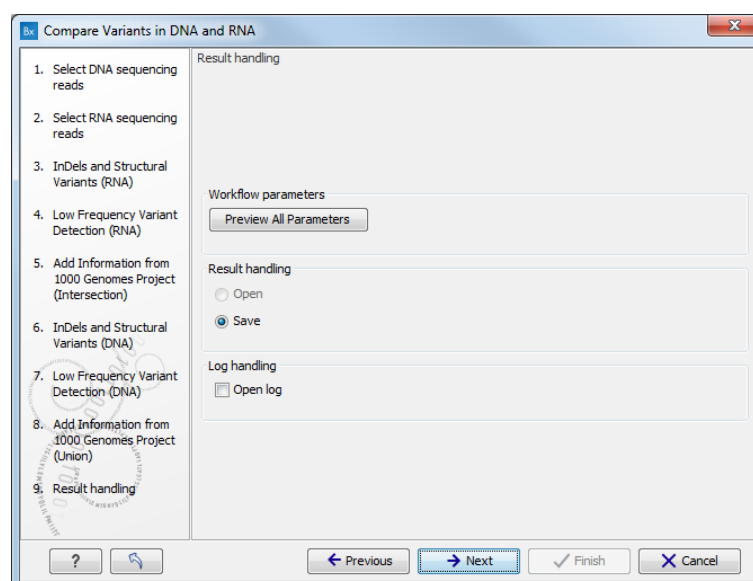 Bx Compare Variants in DNA and RNA
1. Select DNA sequencing
reads
2. Select RNA sequencing
reads
3. InDels and Structural
Variants (RNA)
4. Low Frequency Variant
Detection (RNA)
5. Add Information from
1000 Genomes Project
(Intersection)
6. InDels and Structural
Variants (DNA)
7. Low Frequency Variant
Detection (DNA)
8. Add Information from
1000 Genomes Project
(Union)
9. Result handling
Result handling
Workflow parameters
Preview All Parameters
Result handling
Open
Save
Log handling
Open log
?
Previous
Next
Finish
Cancel